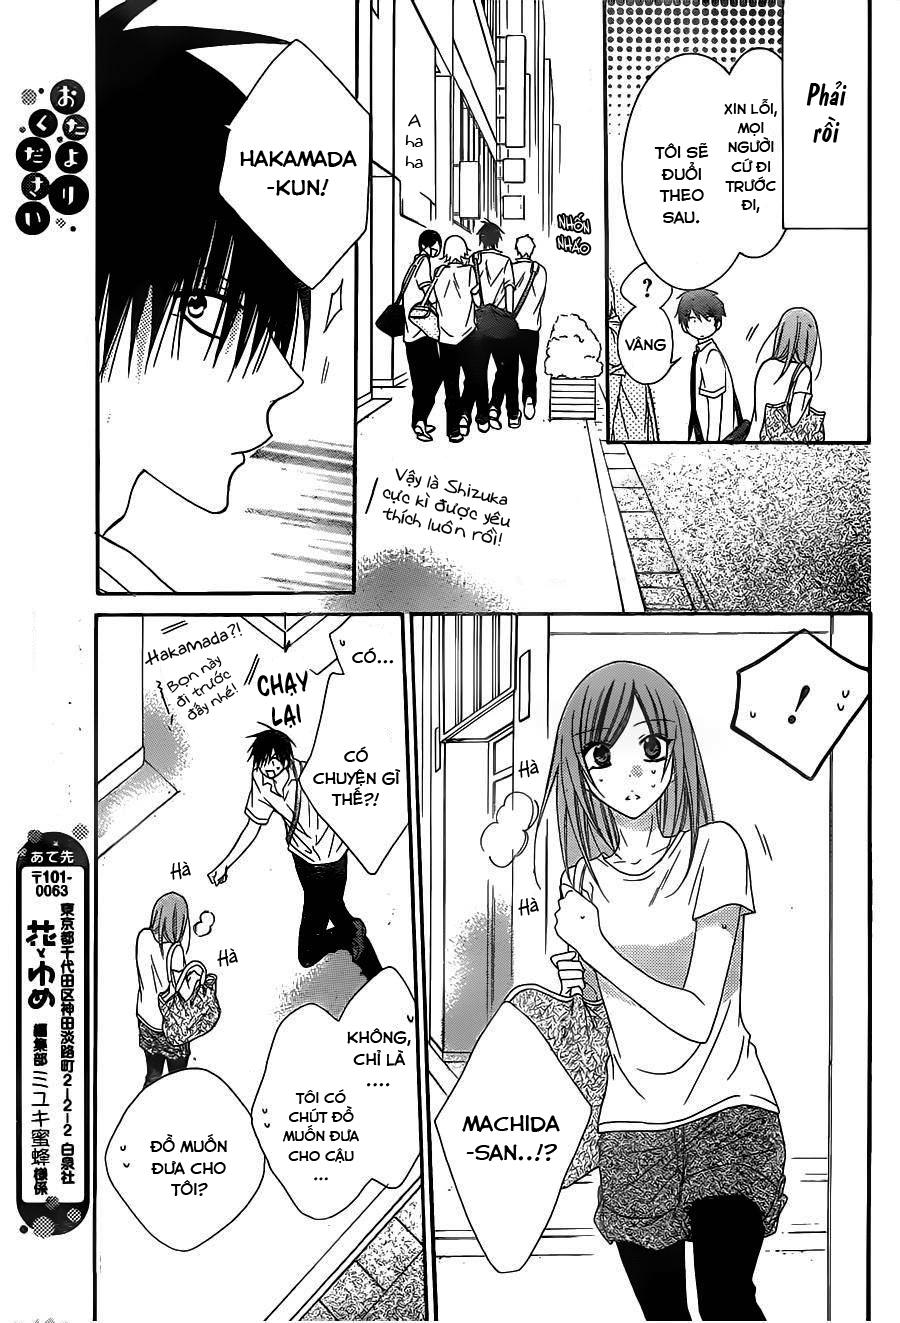 Phải
rồi
XIN LỖI,
MỌI
NGƯỜI
CỨ ĐI
TRƯỚC
ĐI,
TÔI SẼ
ĐUỔI
THEO
SAU.
?
VÂNG
NHỐN
NHÁO
A
ha
ha
Vậy là Shizuka
cực kì được yêu
thích luôn rồi!
HAKAMADA
-KUN!
おたより
ください
!
Hà
Hà
MACHIDA
-SAN..!?
CÓ...
CÓ
CHUYỆN GÌ
THẾ?!
CHẠY
LẠI
Hakamada?!
Bọn này
đi trước
đấy nhé!
Hà
Hà
KHÔNG,
CHỈ LÀ
....
TÔI CÓ
CHÚT ĐỒ
MUỐN ĐƯA
CHO CẬU
...
ĐỒ MUỐN
ĐƯA CHO
TÔI?
あて先
〒101-
0063
東京都千代田区神田淡路町2-2-2 白泉社
花とゆめ 編集部 ミユキ蜜蜂様係